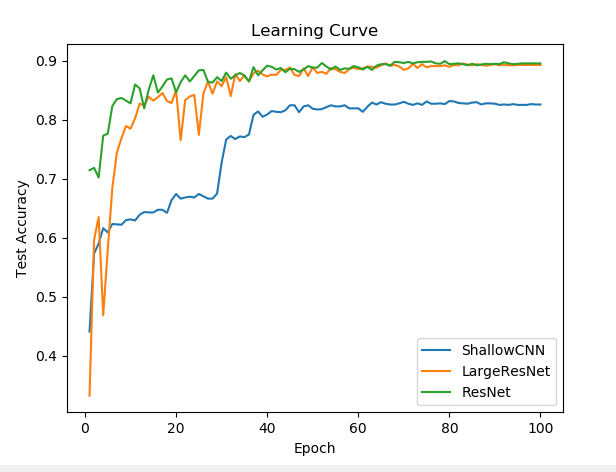 Learning Curve
Test Accuracy
0.9
0.8
0.7
0.6
0.5
0.4
0 20 40 60 80 100
Epoch
ShallowCNN
LargeResNet
ResNet